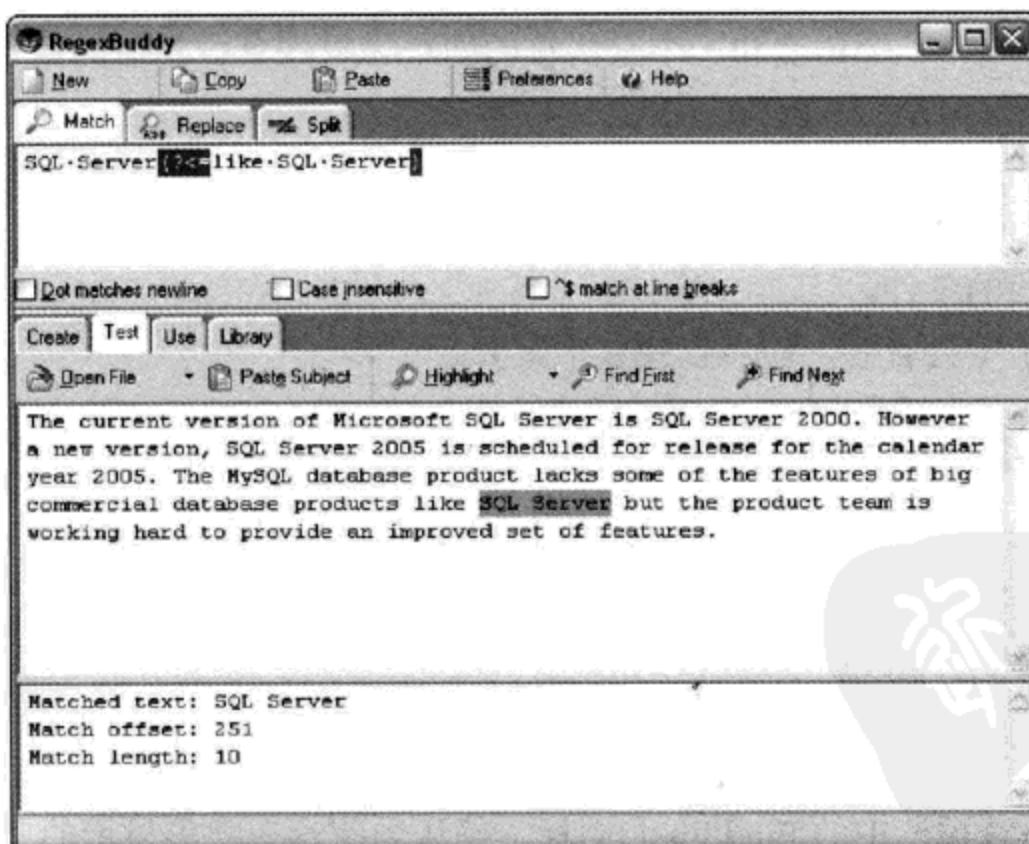 RegexBuddy
New Copy Paste Preferences Help
Match Replace Split
SQL·Server(?<=like·SQL·Server)
Dot matches newline Case insensitive ^$ match at line breaks
Create Test Use Library
Open File Paste Subject Highlight Find First Find Next
The current version of Microsoft SQL Server is SQL Server 2000. However
a new version, SQL Server 2005 is scheduled for release for the calendar
year 2005. The MySQL database product lacks some of the features of big
commercial database products like SQL Server but the product team is
working hard to provide an improved set of features.
Matched text: SQL Server
Match offset: 251
Match length: 10